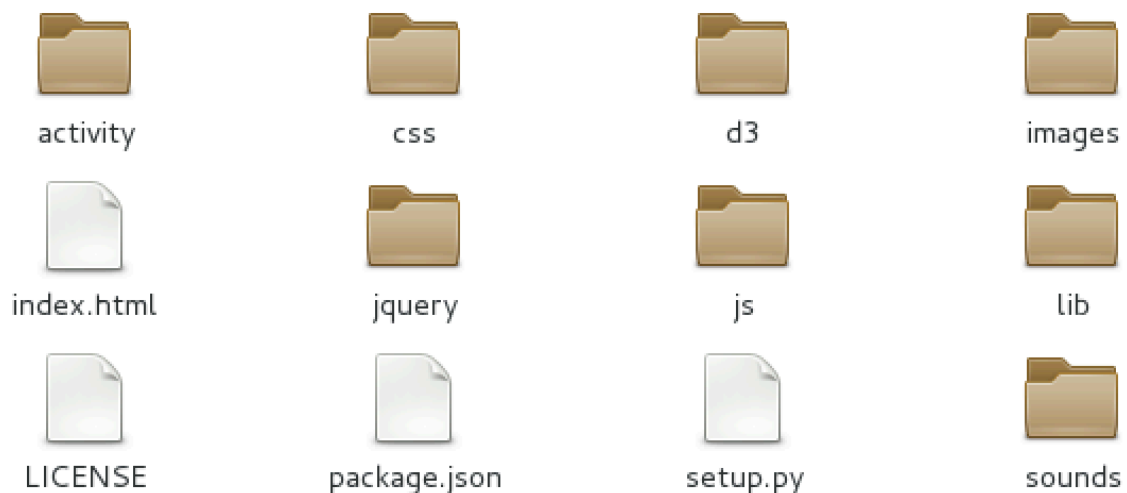 activity css d3 images
index.html jquery js lib
LICENSE package.json setup.py sounds